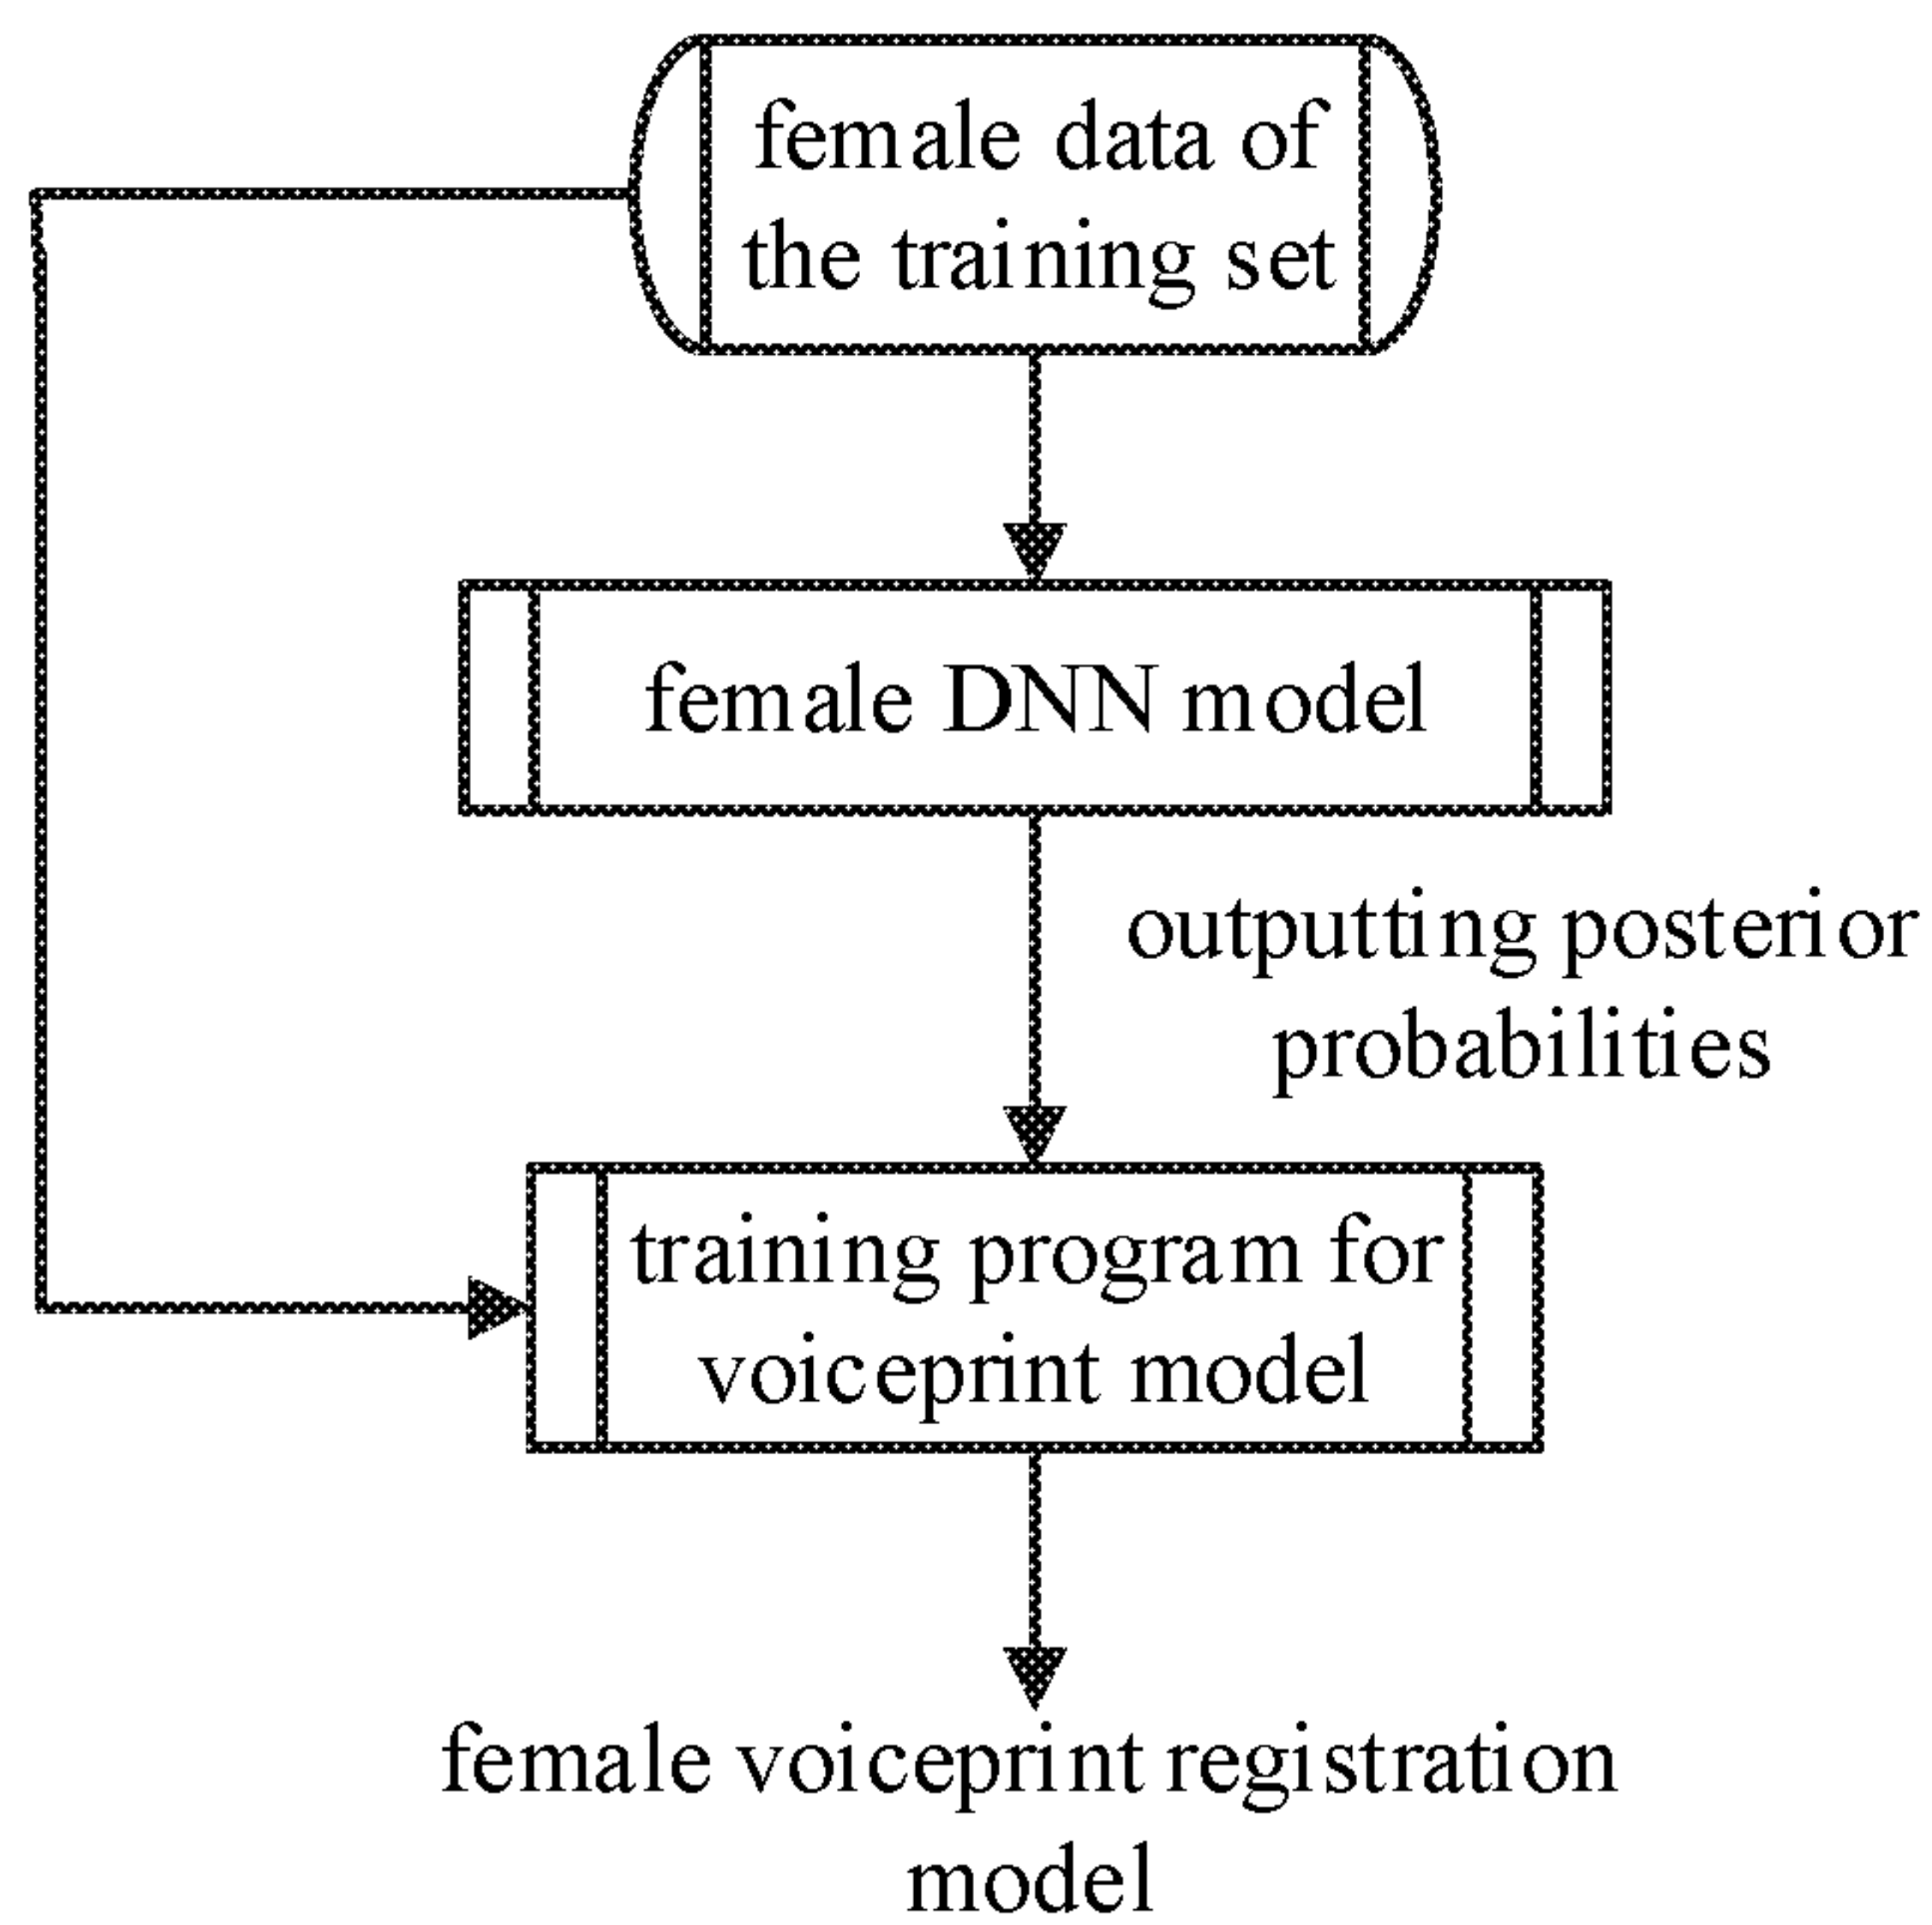 female data of
the training set
female DNN model
outputting posterior
probabilities
training program for
voiceprint model
female voiceprint registration
model